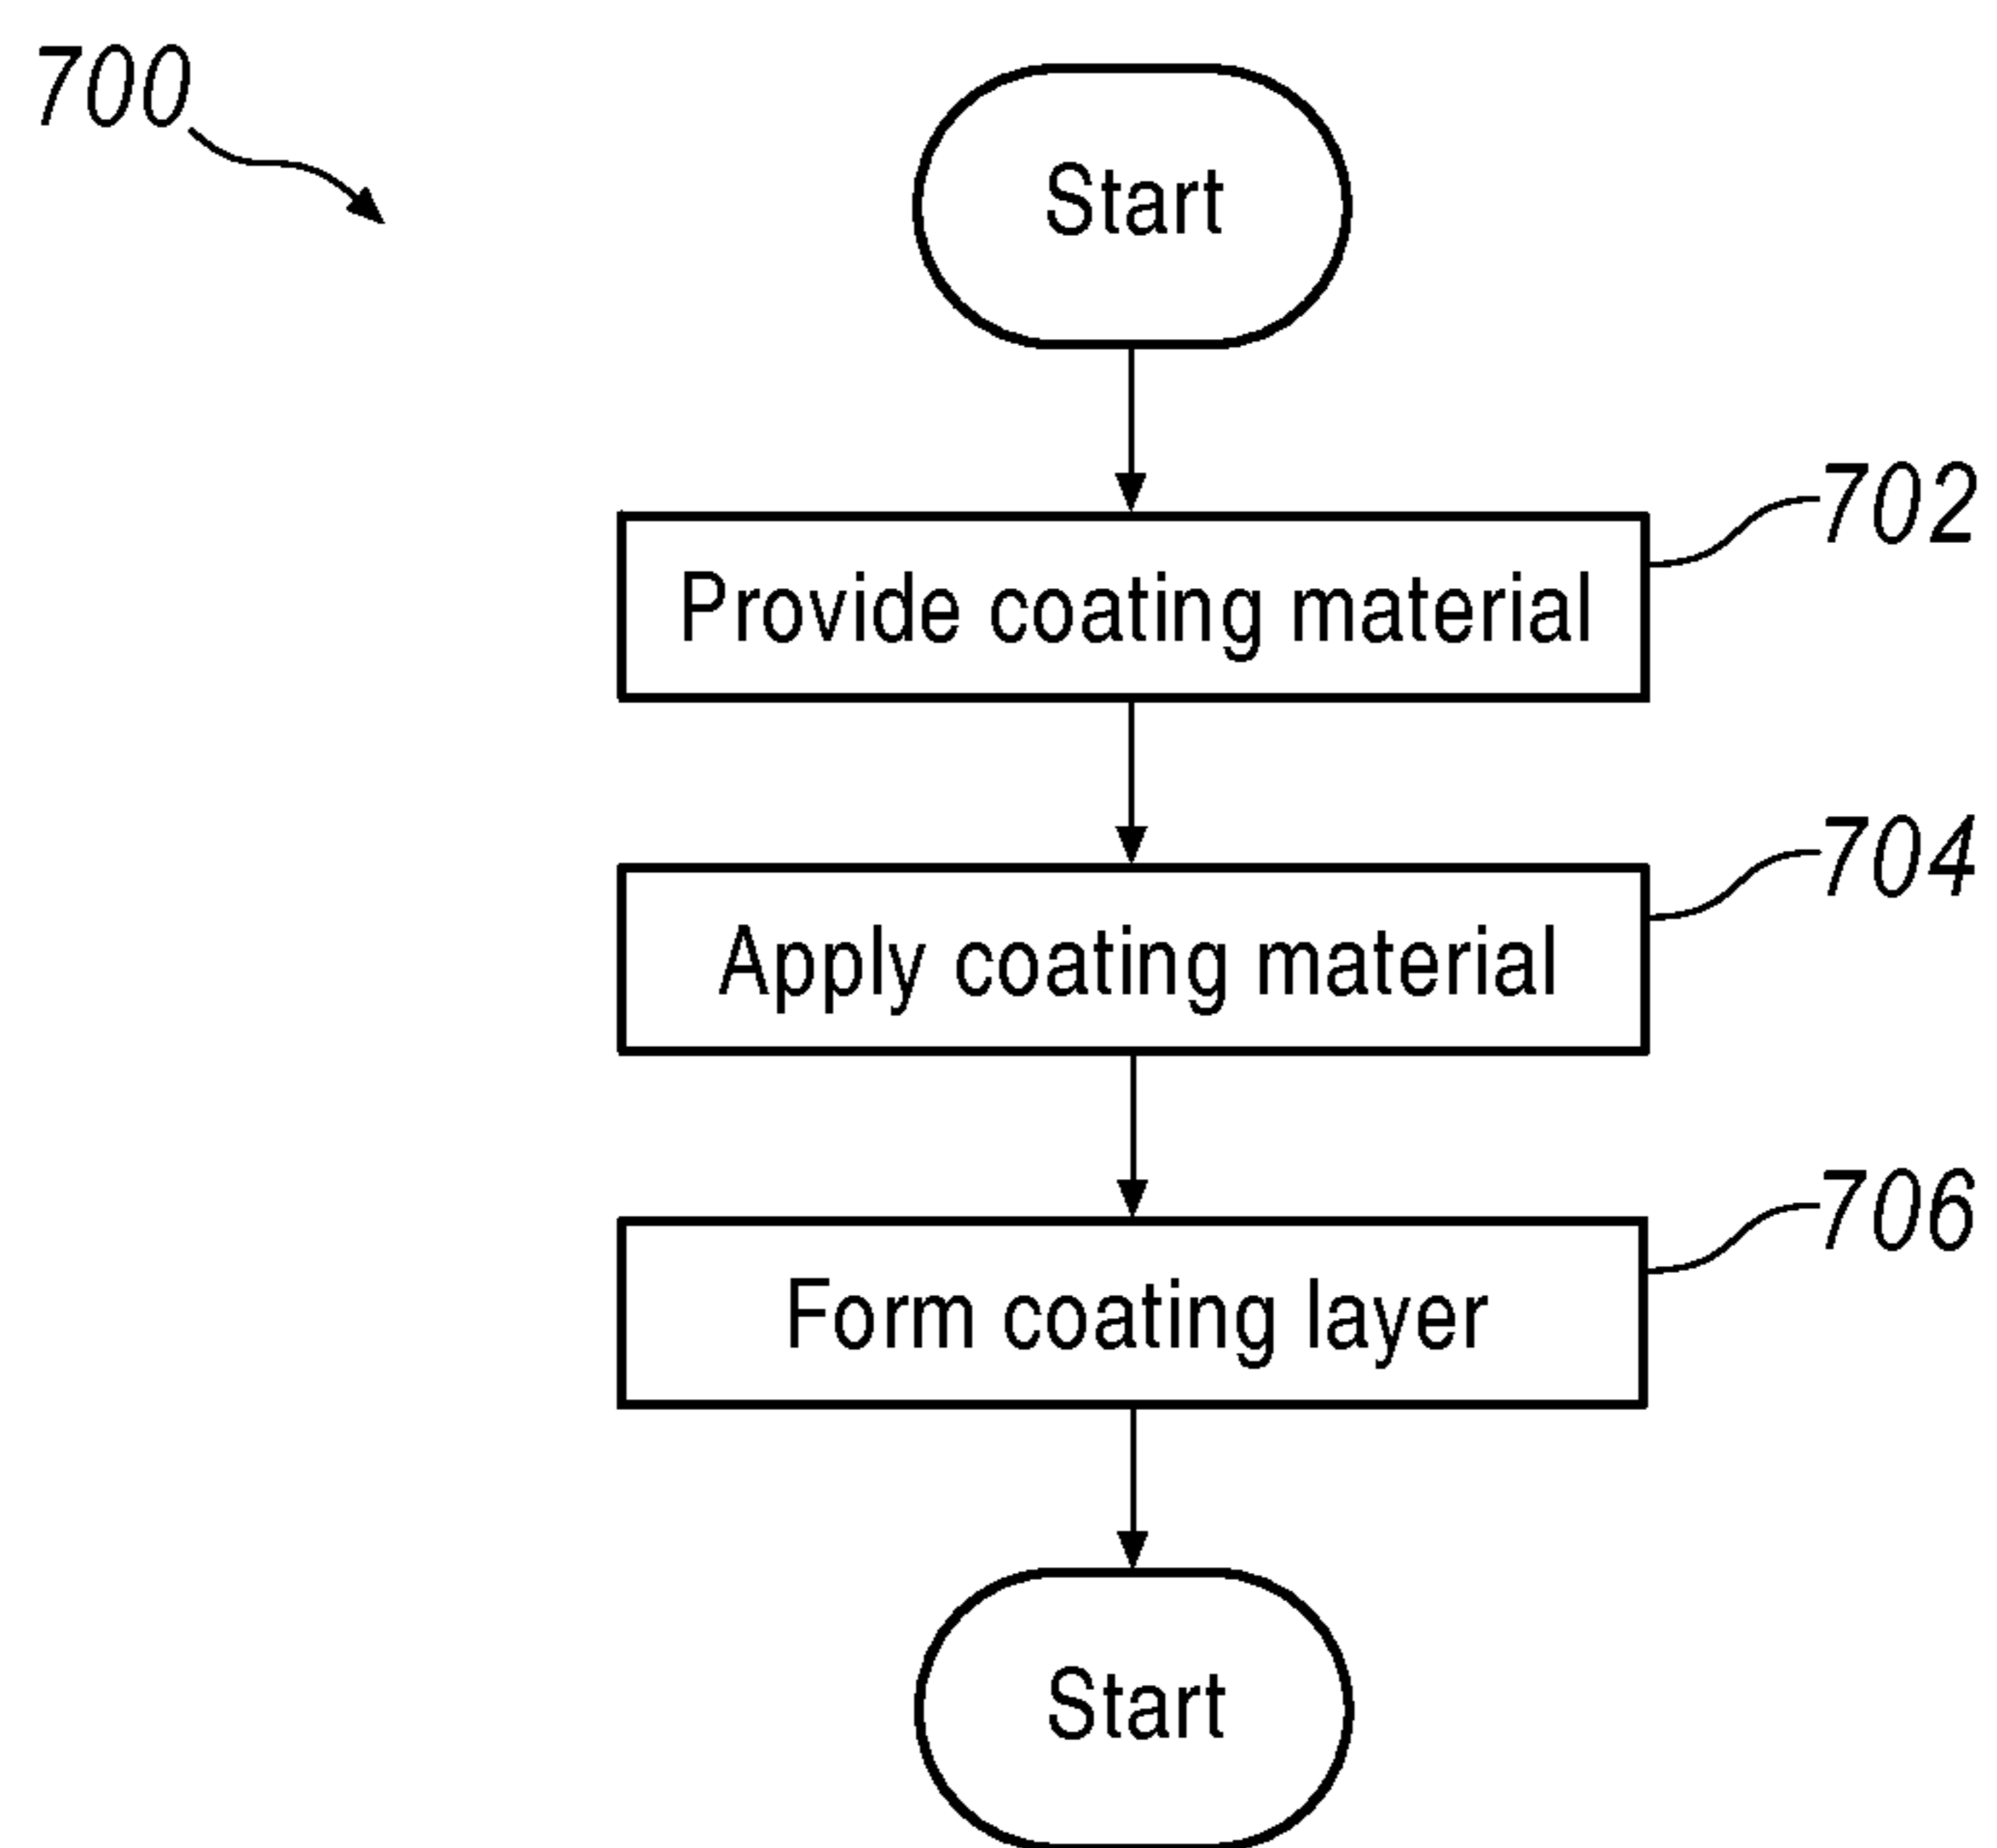 700
Start
702
Provide coating material
704
Apply coating material
706
Form coating layer
Start